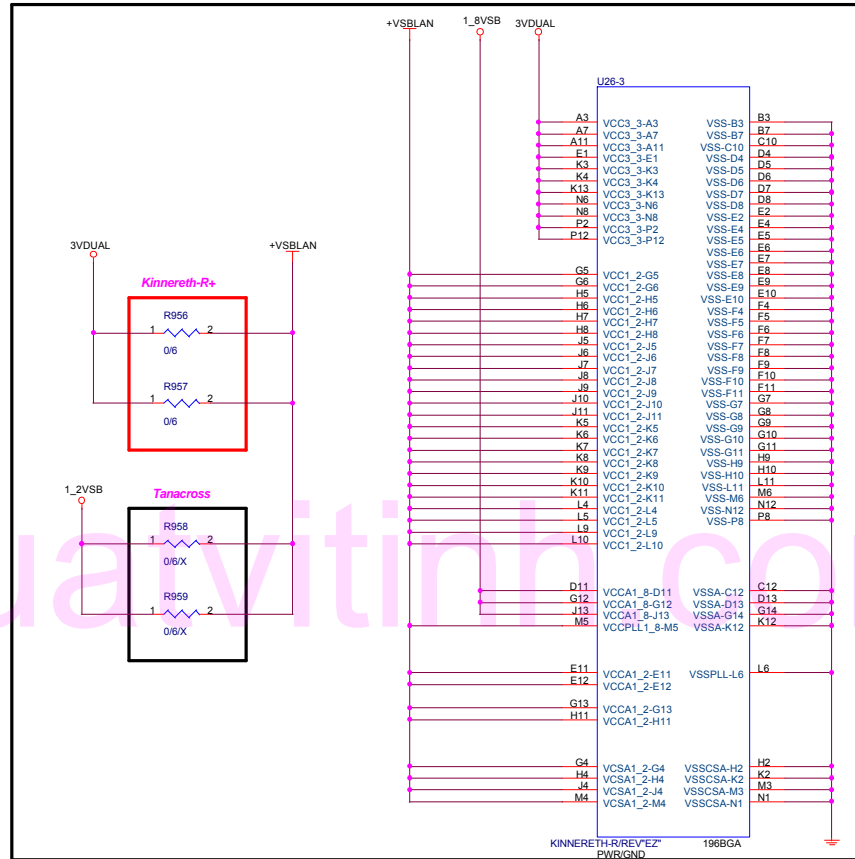 +VSBLAN 1_8VSB 3VDUAL
U26-3
A3 VCC3_3-A3 VSS-B3 B3
A7 VCC3_3-A7 VSS-B7 B7
A11 VCC3_3-A11 VSS-C10 C10
E1 VCC3_3-E1 VSS-D4 D4
K3 VCC3_3-K3 VSS-D5 D5
K4 VCC3_3-K4 VSS-D6 D6
K13 VCC3_3-K13 VSS-D7 D7
N6 VCC3_3-N6 VSS-D8 D8
N8 VCC3_3-N8 VSS-E2 E2
P2 VCC3_3-P2 VSS-E4 E4
P12 VCC3_3-P12 VSS-E5 E5
VSS-E6 E6
VSS-E7 E7
G5 VCC1_2-G5 VSS-E8 E8
G6 VCC1_2-G6 VSS-E9 E9
H5 VCC1_2-H5 VSS-E10 E10
H6 VCC1_2-H6 VSS-F4 F4
H7 VCC1_2-H7 VSS-F5 F5
H8 VCC1_2-H8 VSS-F6 F6
J5 VCC1_2-J5 VSS-F7 F7
J6 VCC1_2-J6 VSS-F8 F8
J7 VCC1_2-J7 VSS-F9 F9
J8 VCC1_2-J8 VSS-F10 F10
J9 VCC1_2-J9 VSS-F11 F11
J10 VCC1_2-J10 VSS-G7 G7
J11 VCC1_2-J11 VSS-G8 G8
K5 VCC1_2-K5 VSS-G9 G9
K6 VCC1_2-K6 VSS-G10 G10
K7 VCC1_2-K7 VSS-G11 G11
K8 VCC1_2-K8 VSS-H9 H9
K9 VCC1_2-K9 VSS-H10 H10
K10 VCC1_2-K10 VSS-L11 L11
K11 VCC1_2-K11 VSS-M6 M6
L4 VCC1_2-L4 VSS-N12 N12
L5 VCC1_2-L5 VSS-P8 P8
L9 VCC1_2-L9
L10 VCC1_2-L10
D11 VCCA1_8-D11 VSSA-C12 C12
G12 VCCA1_8-G12 VSSA-D13 D13
J13 VCCA1_8-J13 VSSA-G14 G14
M5 VCCPLL1_8-M5 VSSA-K12 K12
E11 VCCA1_2-E11 VSSPLL-L6 L6
E12 VCCA1_2-E12
G13 VCCA1_2-G13
H11 VCCA1_2-H11
G4 VCSA1_2-G4 VSSCSA-H2 H2
H4 VCSA1_2-H4 VSSCSA-K2 K2
J4 VCSA1_2-J4 VSSCSA-M3 M3
M4 VCSA1_2-M4 VSSCSA-N1 N1
KINNERETH-R/REV"EZ" 196BGA
PWR/GND
3VDUAL +VSBLAN
Kinnereth-R+
R956
1 2
0/6
R957
1 2
0/6
1_2VSB Tanacross
R958
1 2
0/6/X
R959
1 2
0/6/X
uatvitinh.co